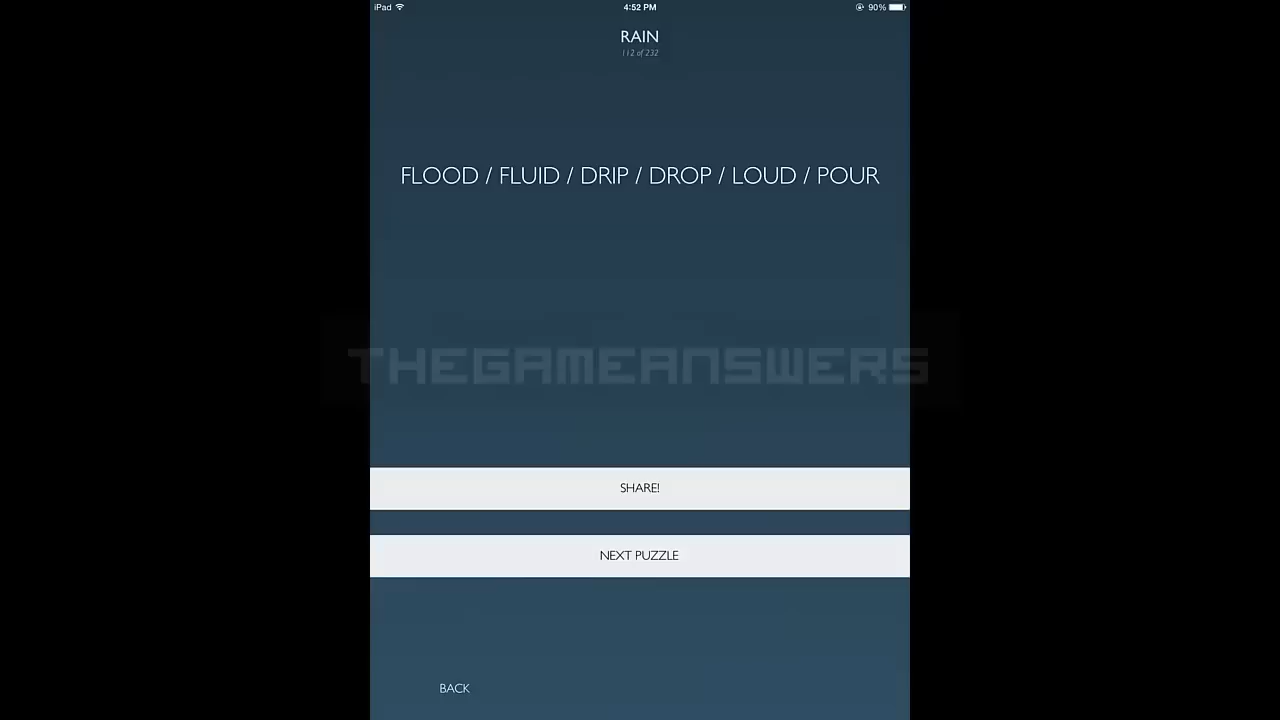 iPad 4:52 PM 90%
RAIN
112 of 232
FLOOD / FLUID / DRIP / DROP / LOUD / POUR
THEGAMEANSWERS
SHARE!
NEXT PUZZLE
BACK